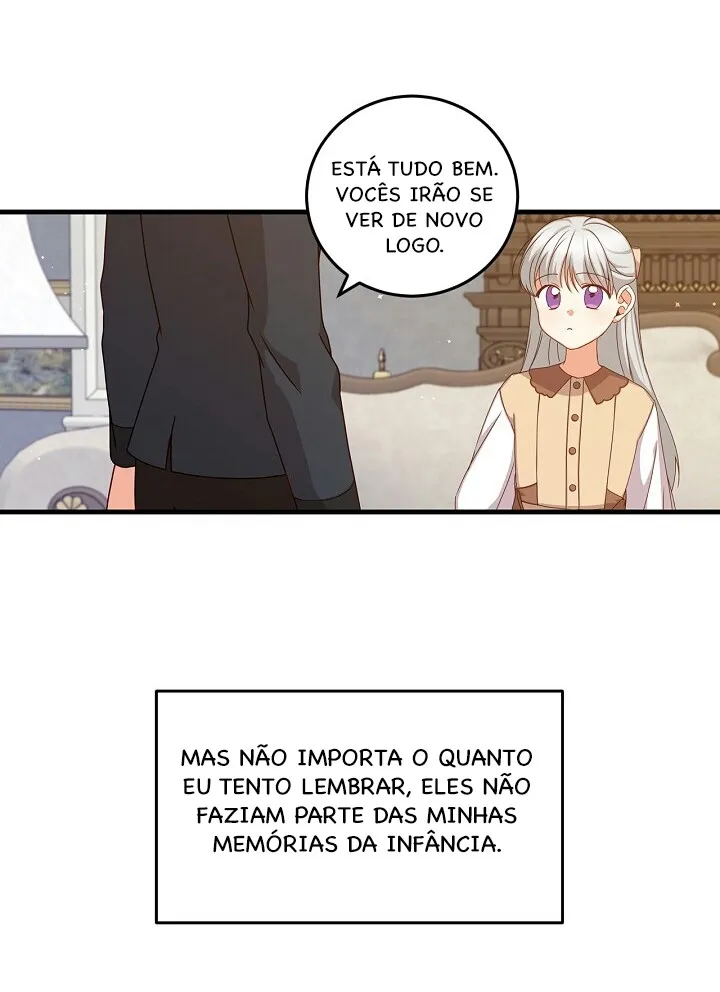 ESTÁ TUDO BEM.
VOCÊS IRÃO SE
VER DE NOVO
LOGO.
MAS NÃO IMPORTA O QUANTO
EU TENTO LEMBRAR, ELES NÃO
FAZIAM PARTE DAS MINHAS
MEMÓRIAS DA INFÂNCIA.